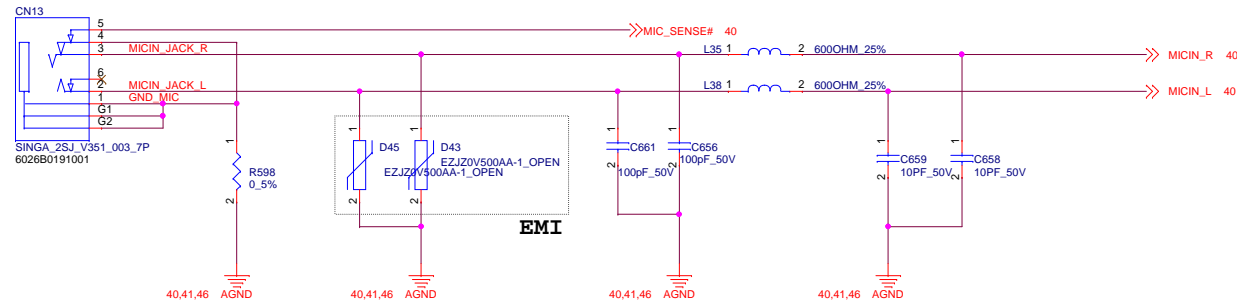 CN13
5
4
3
6
2
1
G1
G2
MICIN_JACK_R
MICIN_JACK_L
GND_MIC
SINGA_2SJ_V351_003_7P
6026B0191001
MIC_SENSE# 40
L35 1
2 600OHM_25%
MICIN_R 40
L38 1
2 600OHM_25%
MICIN_L 40
1
R598
0_5%
2
1
D45
EZJZ0V500AA-1_OPEN
2
1
D43
EZJZ0V500AA-1_OPEN
2
EMI
1
C661
2
100pF_50V
1
C656
100pF_50V
2
1
C659
2
10PF_50V
1
C658
2
10PF_50V
40,41,46 AGND
40,41,46 AGND
40,41,46 AGND
40,41,46 AGND